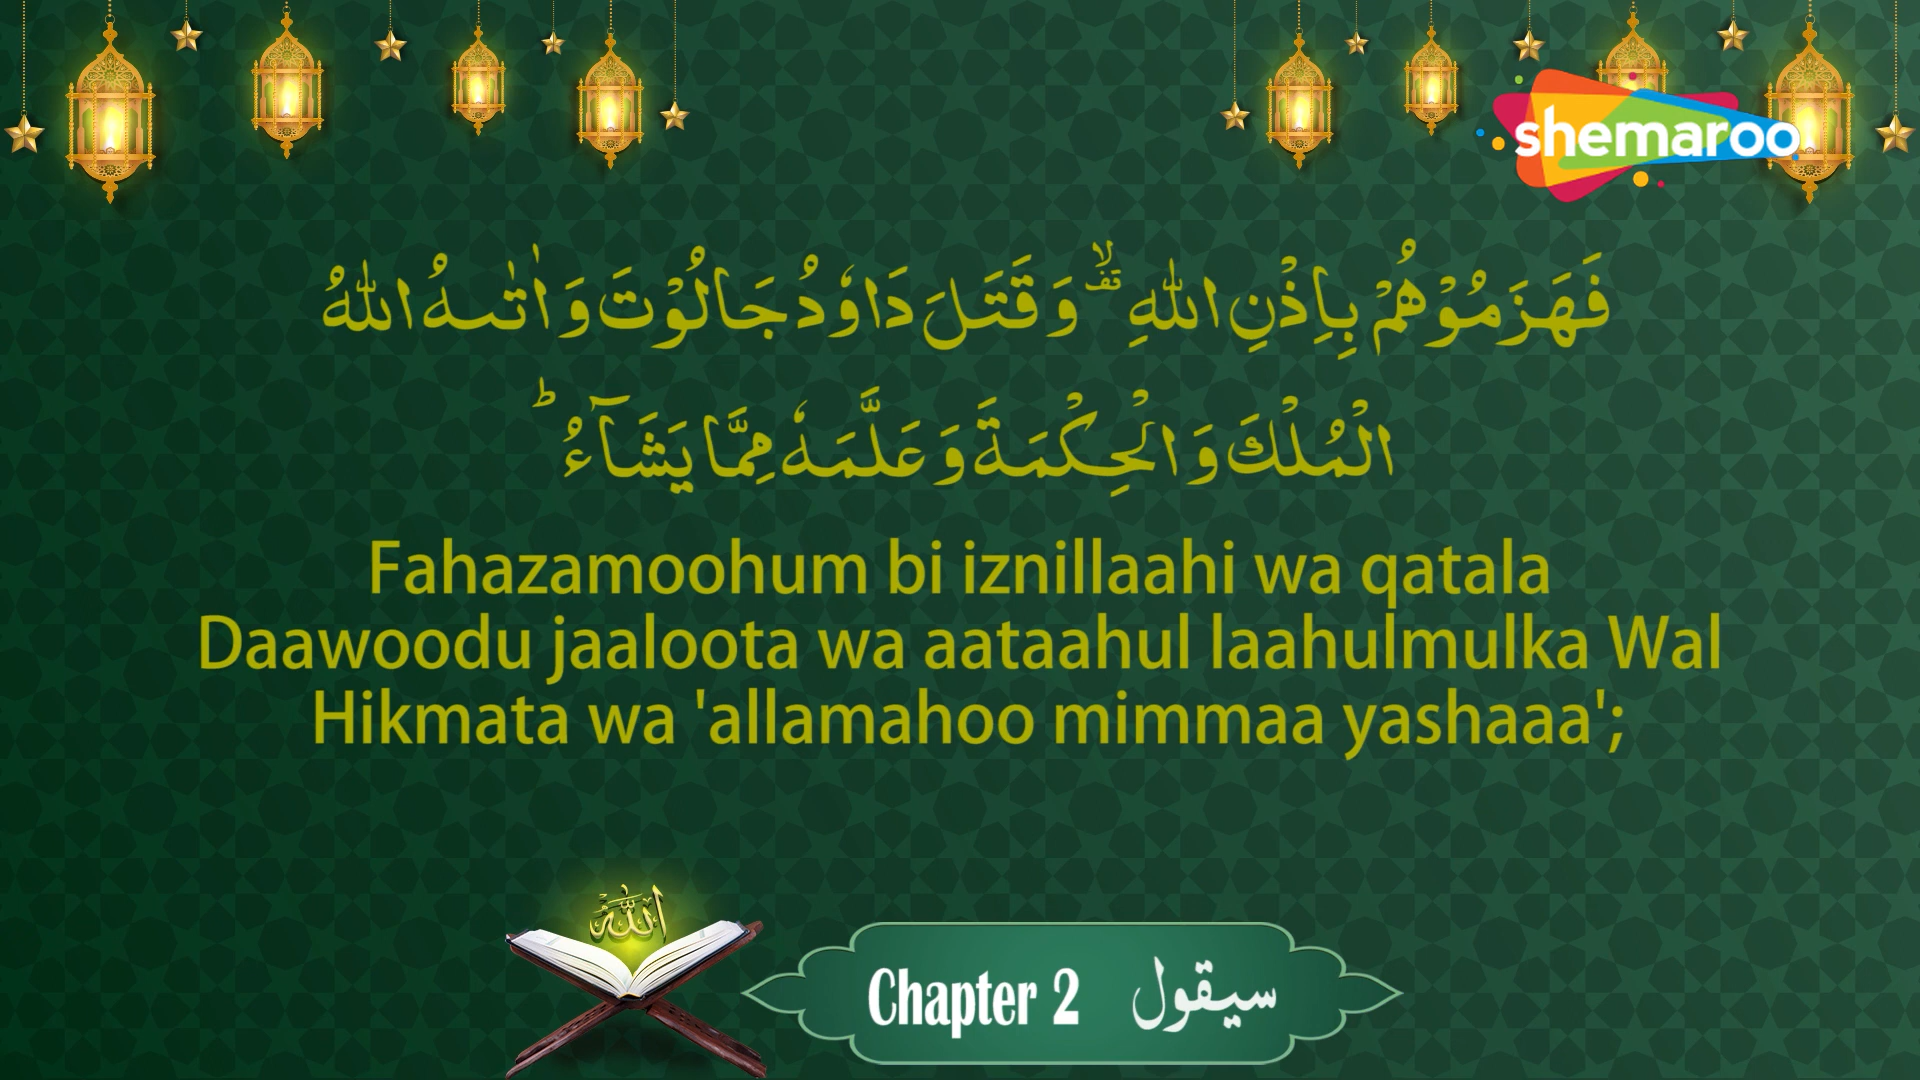 shemaroo
فَهَزَمُوْهُمْ بِاِذْنِ اللّٰهِ ۙ۫ وَقَتَلَ دَاوٗدُ جَالُوْتَ وَاٰتٰىهُ اللّٰهُ
الْمُلْكَ وَالْحِكْمَةَ وَعَلَّمَهٗ مِمَّا يَشَآءُ ؕ
Fahazamoohum bi iznillaahi wa qatala
Daawoodu jaaloota wa aataahul laahulmulka Wal
Hikmata wa 'allamahoo mimmaa yashaaa';
الله
Chapter 2 سيقول